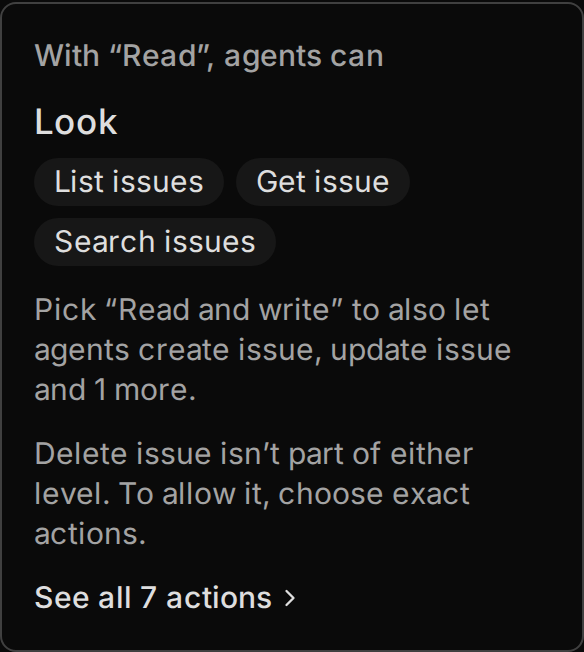 With “Read”, agents can
Look
List issues
Get issue
Search issues
Pick “Read and write” to also let
agents create issue, update issue
and 1 more.
Delete issue isn’t part of either
level. To allow it, choose exact
actions.
See all 7 actions